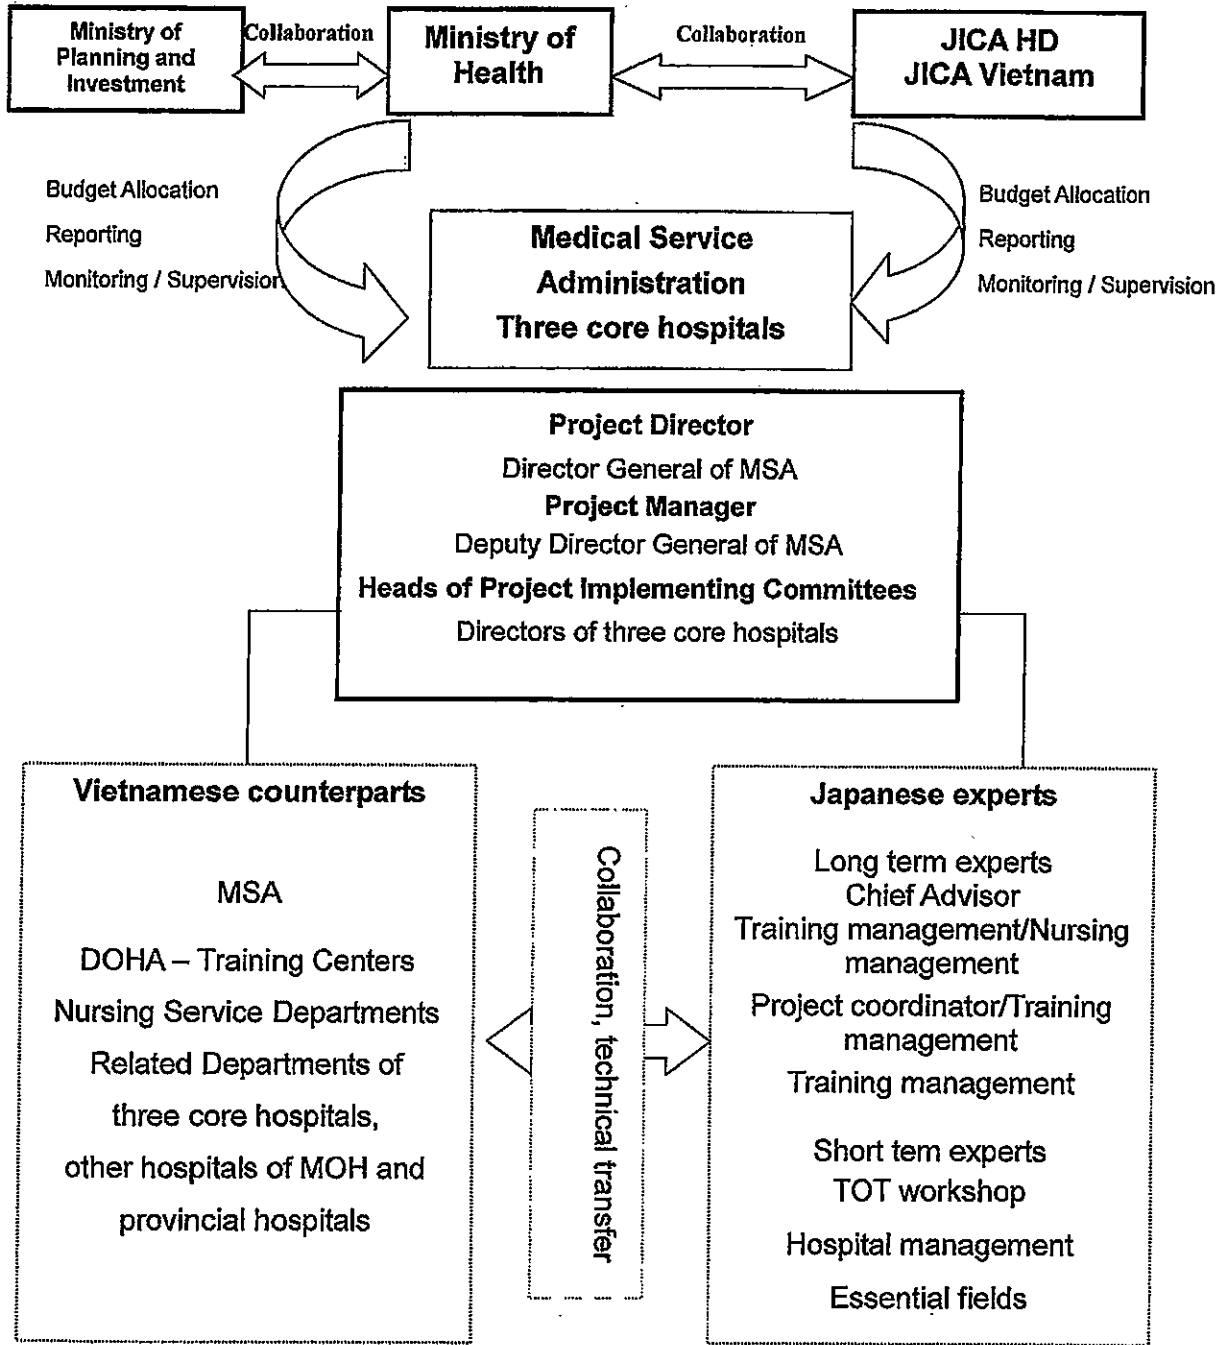 Ministry of
Planning and
Investment
Collaboration
Ministry of
Health
Collaboration
JICA HD
JICA Vietnam
Budget Allocation
Reporting
Monitoring / Supervision
Medical Service
Administration
Three core hospitals
Budget Allocation
Reporting
Monitoring / Supervision
Project Director
Director General of MSA
Project Manager
Deputy Director General of MSA
Heads of Project Implementing Committees
Directors of three core hospitals
Vietnamese counterparts
MSA
DOHA – Training Centers
Nursing Service Departments
Related Departments of
three core hospitals,
other hospitals of MOH and
provincial hospitals
Collaboration, technical transfer
Japanese experts
Long term experts
Chief Advisor
Training management/Nursing
management
Project coordinator/Training
management
Training management
Short tem experts
TOT workshop
Hospital management
Essential fields